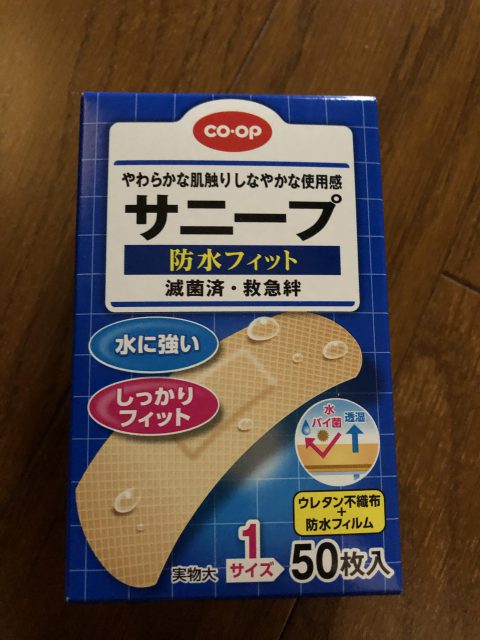 CO·OP
やわらかな肌触りしなやかな使用感
サニープ
防水フィット
滅菌済・救急絆
水に強い
しっかり
フィット
水
バイ菌
透湿
ウレタン不織布
+
防水フィルム
実物大
1
サイズ
50枚入